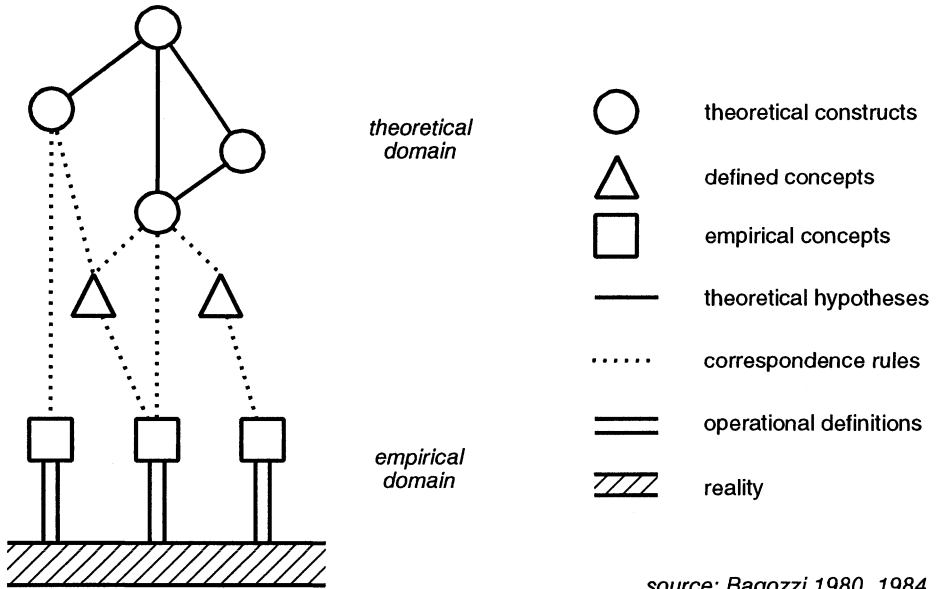 theoretical
domain
empirical
domain
theoretical constructs
defined concepts
empirical concepts
theoretical hypotheses
correspondence rules
operational definitions
reality
source: Bagozzi 1980, 1984